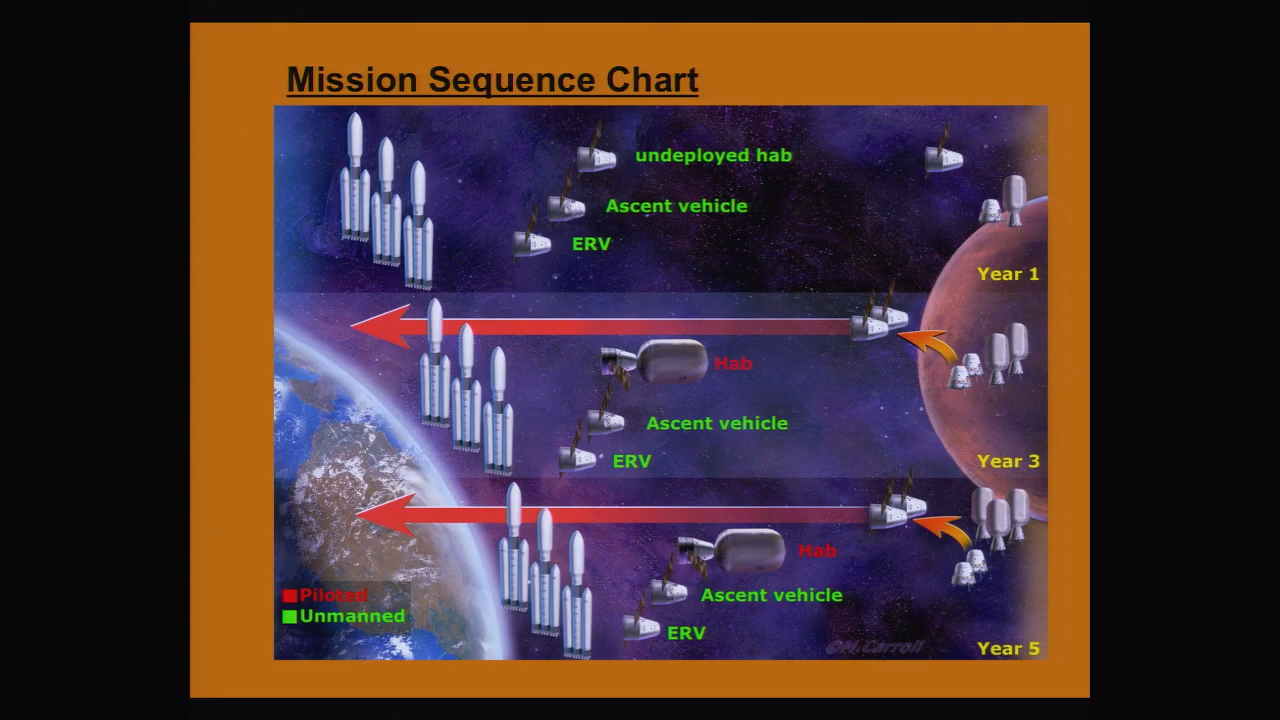 Mission Sequence Chart
undeployed hab
Ascent vehicle
ERV
Year 1
Hab
Ascent vehicle
ERV
Year 3
Hab
Piloted
Ascent vehicle
Unmanned
ERV
©M.Carroll
Year 5